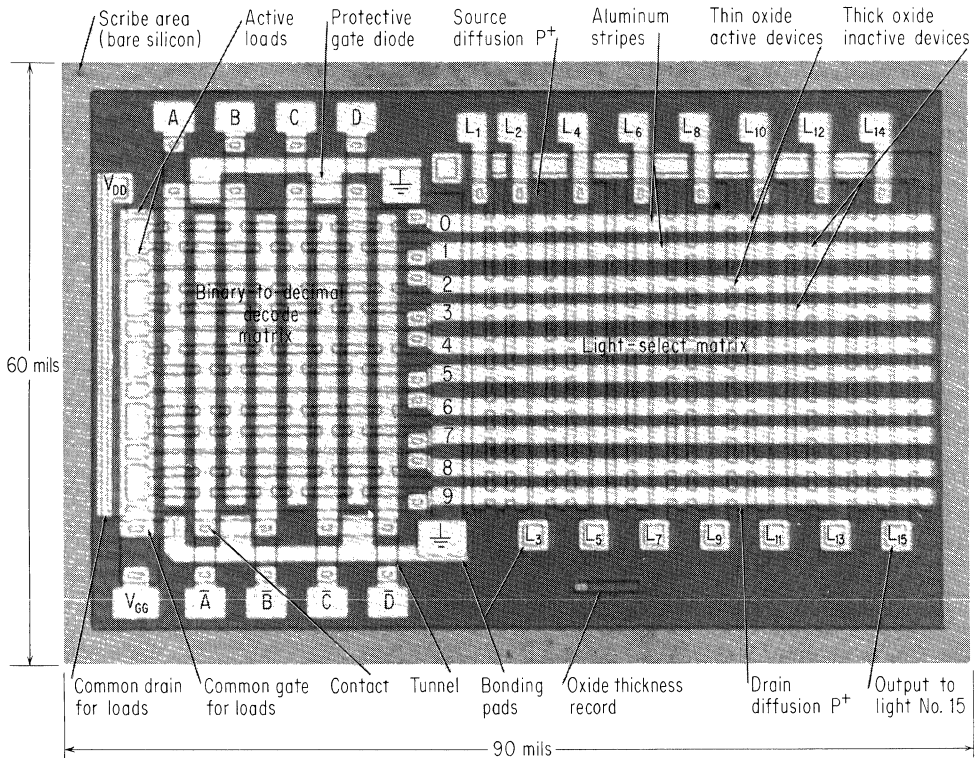 Scribe area
(bare silicon)
Active
loads
Protective
gate diode
Source
diffusion P+
Aluminum
stripes
Thin oxide
active devices
Thick oxide
inactive devices
A B C D
L1 L2 L4 L6 L8 L10 L12 L14
VDD
0
1
2
3
4
5
6
7
8
9
Binary-to-decimal
decode
matrix
Light-select matrix
60 mils
L3 L5 L7 L9 L11 L13 L15
VGG A̅ B̅ C̅ D̅
Common drain
for loads
Common gate
for loads
Contact
Tunnel
Bonding
pads
Oxide thickness
record
Drain
diffusion P+
Output to
light No. 15
90 mils